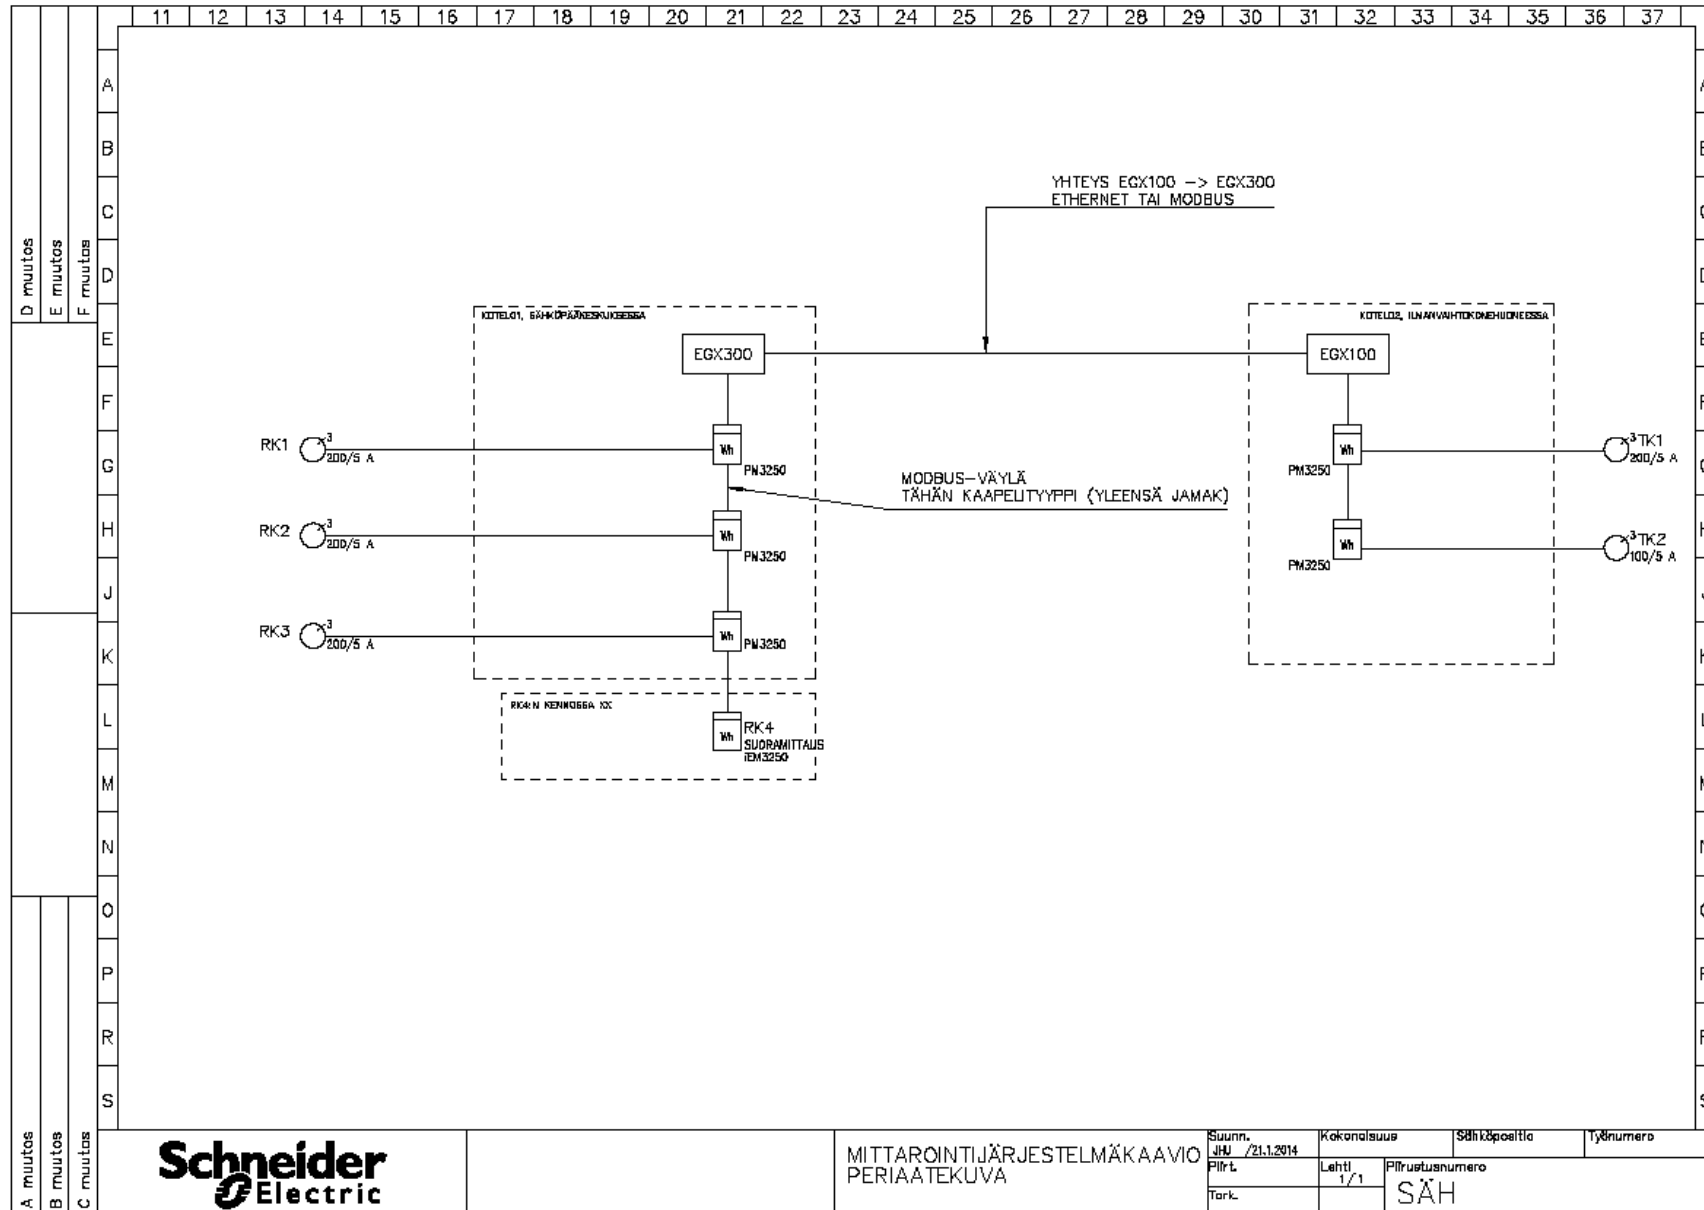 11 12 13 14 15 16 17 18 19 20 21 22 23 24 25 26 27 28 29 30 31 32 33 34 35 36 37
A
B
C
D
E
F
G
H
J
K
L
M
N
O
P
R
S
D muutos
E muutos
F muutos
A muutos
B muutos
C muutos
YHTEYS EGX100 -> EGX300
ETHERNET TAI MODBUS
KOTELO1, SÄHKÖPÄÄKESKUKSESSA
EGX300
RK1
3
200/5 A
Wh
PM3250
RK2
3
200/5 A
Wh
PM3250
RK3
3
200/5 A
Wh
PM3250
MODBUS-VÄYLÄ
TÄHÄN KAAPELITYYPPI (YLEENSÄ JAMAK)
RK4:N KENNOSSA XX
Wh
RK4
SUORAMITTAUS
iEM3250
KOTELO2, ILMANVAIHTOKONEHUONEESSA
EGX100
Wh
PM3250
3 TK1
200/5 A
Wh
PM3250
3 TK2
100/5 A
Schneider
Electric
MITTAROINTIJÄRJESTELMÄKAAVIO
PERIAATEKUVA
Suunn.
JHU /21.1.2014
Piirt.
Tark.
Kokonaisuus
Lehti
1/1
Sähköpositio
Työnumero
Piirustusnumero
SÄH